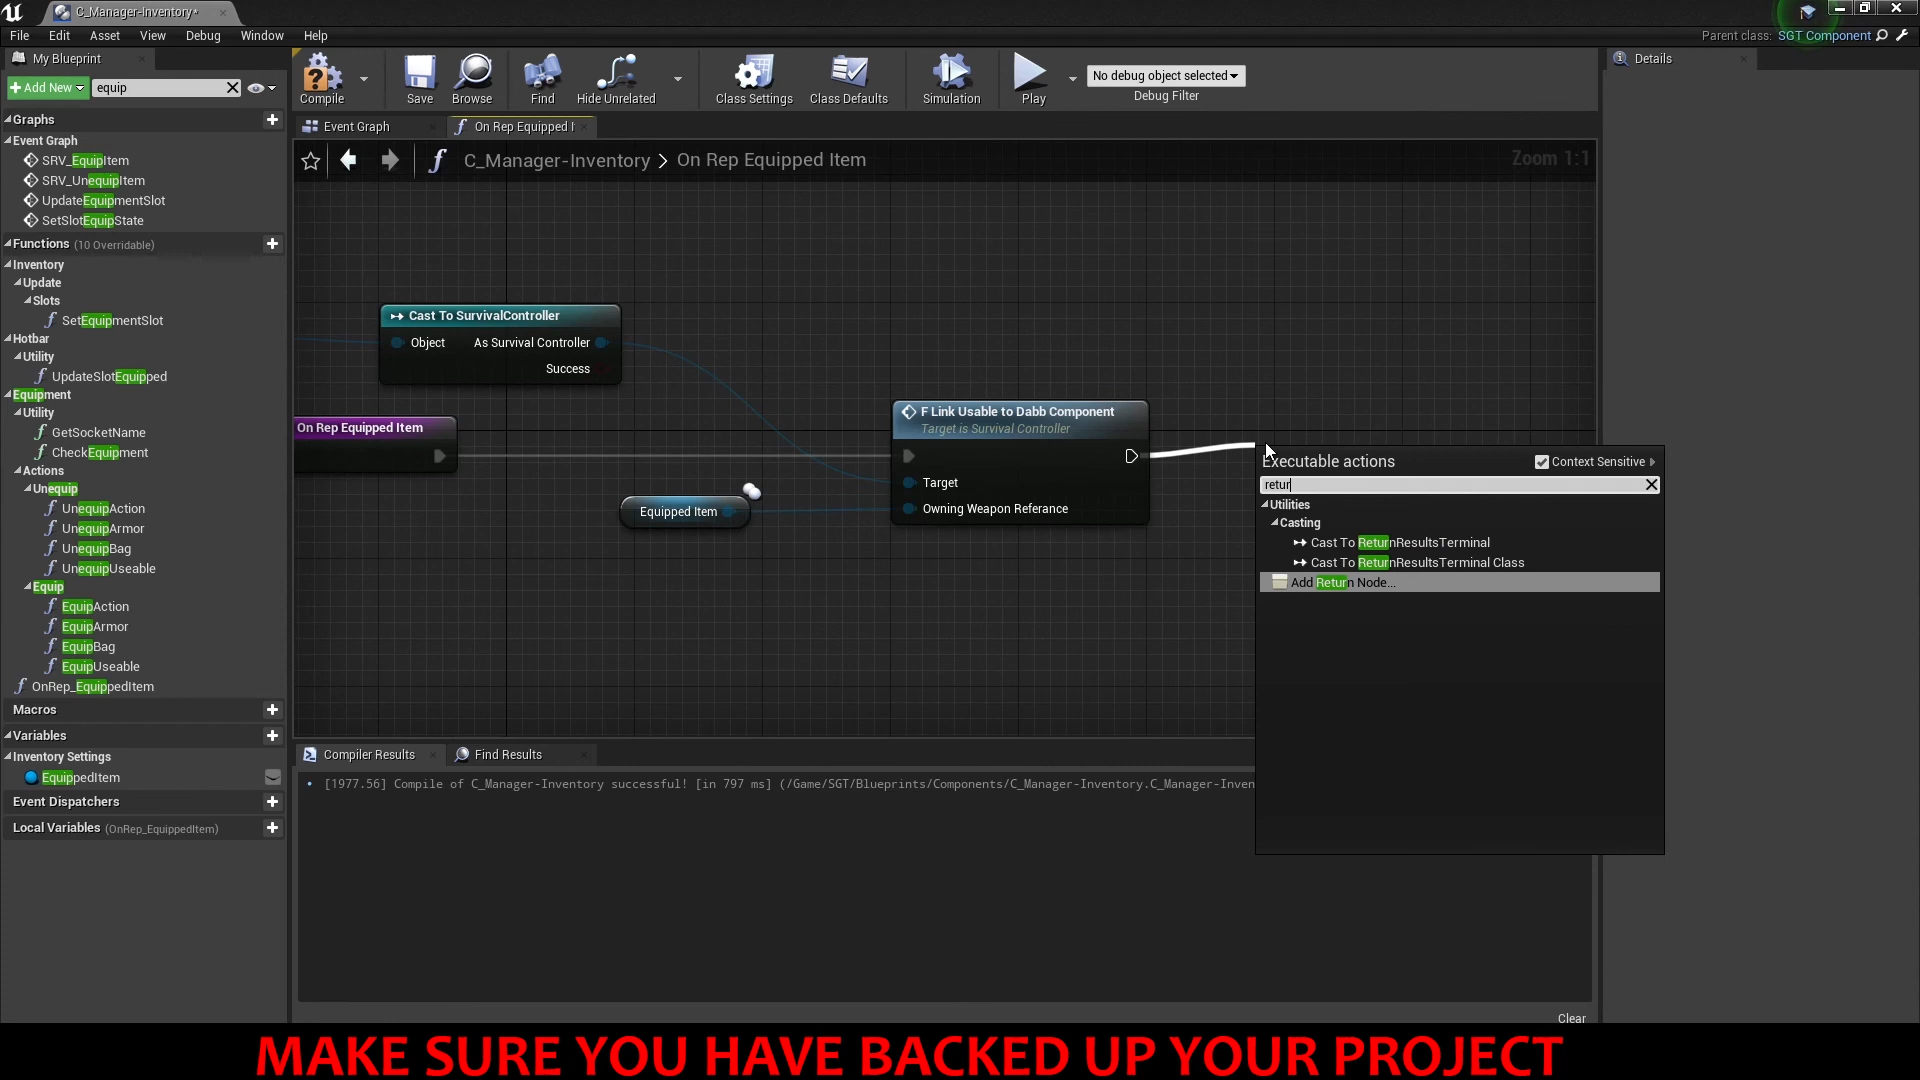 C_Manager-Inventory*
File Edit Asset View Debug Window Help
Parent class: SGT Component
My Blueprint
Add New
equip
Graphs
Event Graph
SRV_EquipItem
SRV_UnequipItem
UpdateEquipmentSlot
SetSlotEquipState
Functions (10 Overridable)
Inventory
Update
Slots
SetEquipmentSlot
Hotbar
Utility
UpdateSlotEquipped
Equipment
Utility
GetSocketName
CheckEquipment
Actions
Unequip
UnequipAction
UnequipArmor
UnequipBag
UnequipUseable
Equip
EquipAction
EquipArmor
EquipBag
EquipUseable
OnRep_EquippedItem
Macros
Variables
Inventory Settings
EquippedItem
Event Dispatchers
Local Variables (OnRep_EquippedItem)
Compile
Save
Browse
Find
Hide Unrelated
Class Settings
Class Defaults
Simulation
Play
No debug object selected
Debug Filter
Event Graph
On Rep Equipped I
C_Manager-Inventory > On Rep Equipped Item
Zoom 1:1
Cast To SurvivalController
Object As Survival Controller
Success
On Rep Equipped Item
Equipped Item
F Link Usable to Dabb Component
Target is Survival Controller
Target
Owning Weapon Referance
Executable actions
Context Sensitive
retur
Utilities
Casting
Cast To ReturnResultsTerminal
Cast To ReturnResultsTerminal Class
Add Return Node...
Compiler Results
Find Results
[1977.56] Compile of C_Manager-Inventory successful! [in 797 ms] (/Game/SGT/Blueprints/Components/C_Manager-Inventory.C_Manager-Inven
Clear
Details
MAKE SURE YOU HAVE BACKED UP YOUR PROJECT